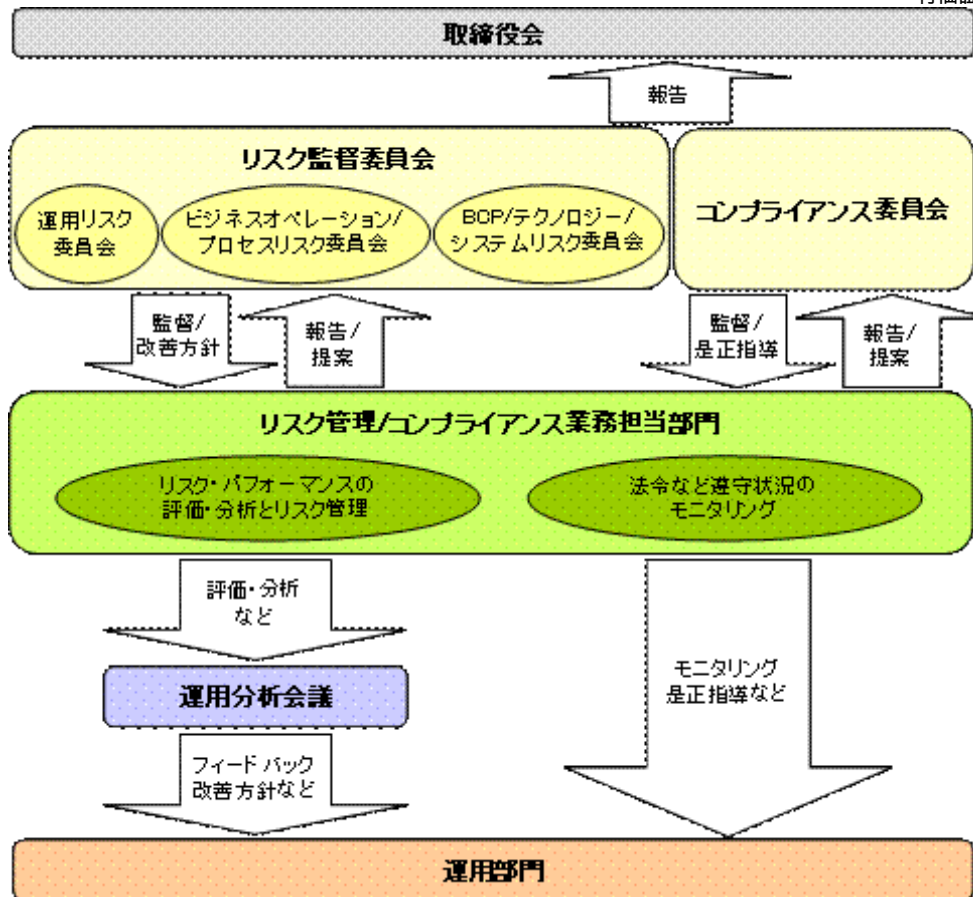 取締役会
報告
リスク監督委員会
運用リスク
委員会
ビジネスオペレーション/
プロセスリスク委員会
BCP/テクノロジー/
システムリスク委員会
コンプライアンス委員会
監督/
改善方針
報告/
提案
監督/
是正指導
報告/
提案
リスク管理/コンプライアンス業務担当部門
リスク・パフォーマンスの
評価・分析とリスク管理
法令など遵守状況の
モニタリング
評価・分析
など
運用分析会議
モニタリング
是正指導など
フィードバック
改善方針など
運用部門